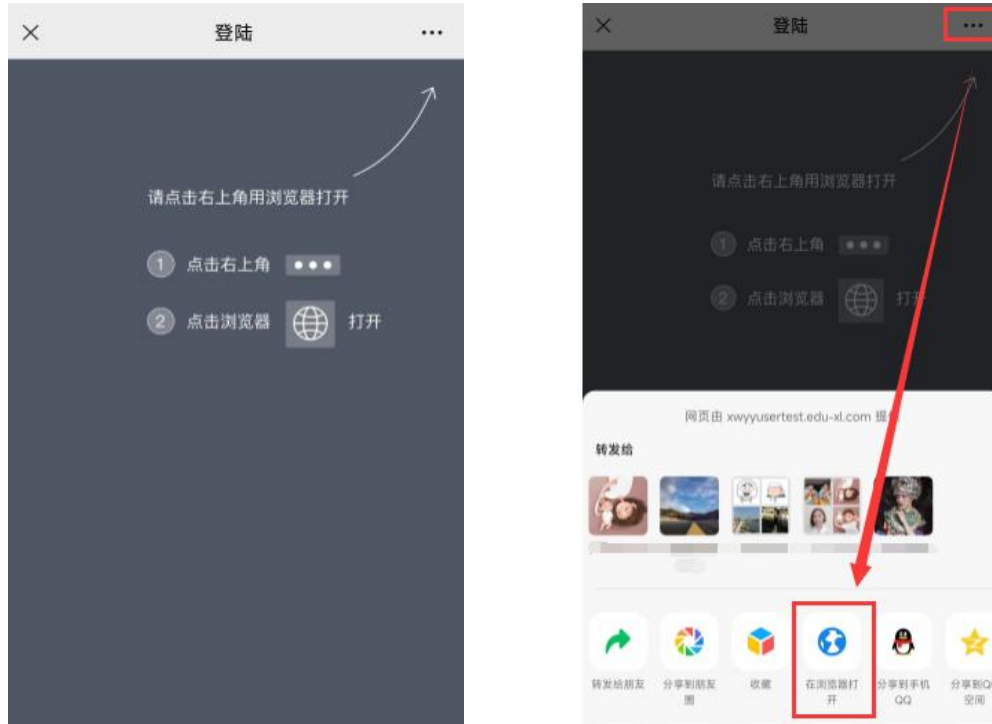 登陆
请点击右上角用浏览器打开
1 点击右上角
2 点击浏览器 打开
登陆
请点击右上角用浏览器打开
1 点击右上角
2 点击浏览器 打开
网页由 xwyyusertest.edu-xl.com
转发给
转发给朋友
分享到朋友
圈
收藏
在浏览器打
开
分享到手机
QQ
分享到QQ
空间